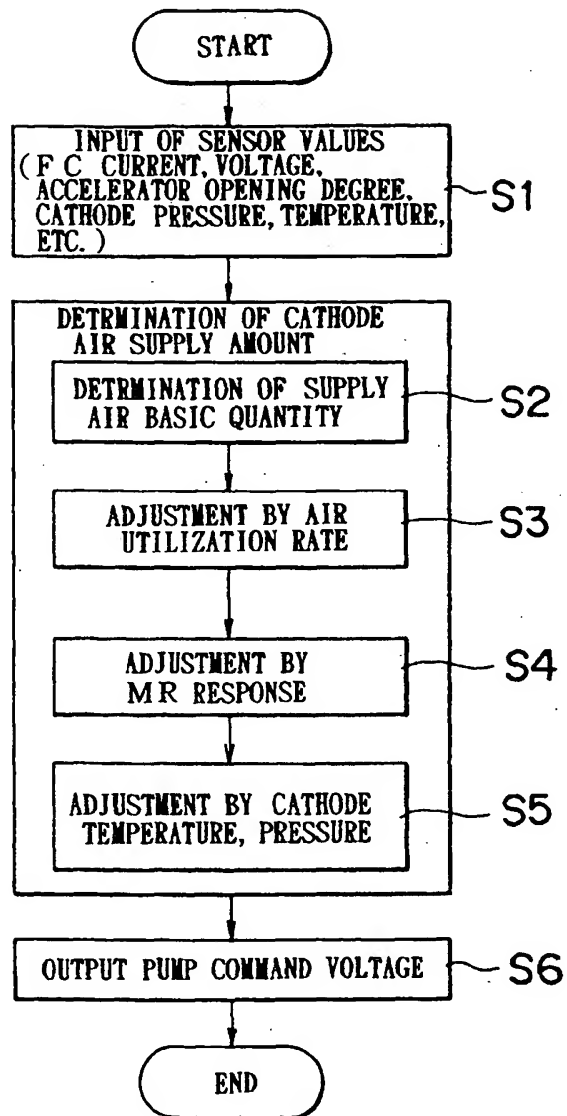 START
INPUT OF SENSOR VALUES
(F C CURRENT, VOLTAGE,
ACCELERATOR OPENING DEGREE,
CATHODE PRESSURE, TEMPERATURE,
ETC. )
S1
DETRMINATION OF CATHODE
AIR SUPPLY AMOUNT
DETRMINATION OF SUPPLY
AIR BASIC QUANTITY
S2
ADJUSTMENT BY AIR
UTILIZATION RATE
S3
ADJUSTMENT BY
MR RESPONSE
S4
ADJUSTMENT BY CATHODE
TEMPERATURE, PRESSURE
S5
OUTPUT PUMP COMMAND VOLTAGE
S6
END